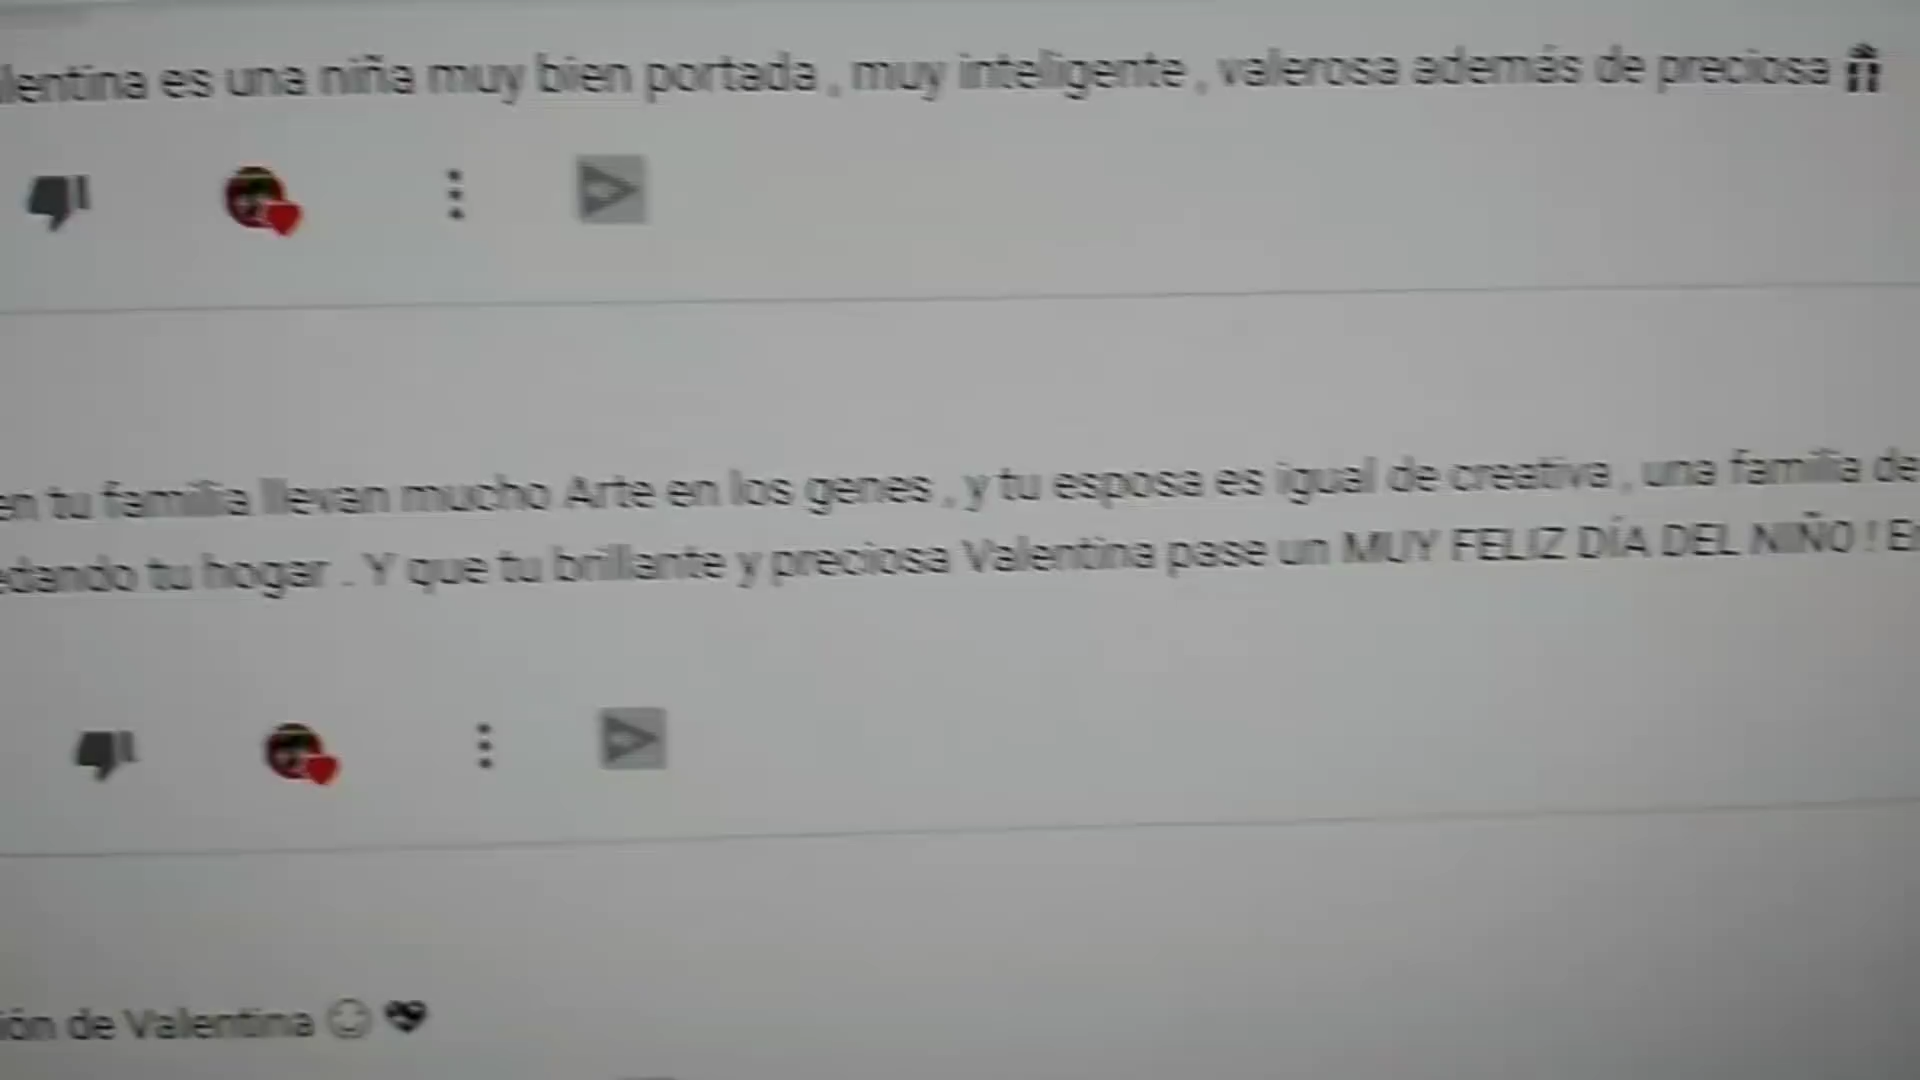 lentina es una niña muy bien portada , muy inteligente , valerosa además de preciosa
en tu familia llevan mucho Arte en los genes , y tu esposa es igual de creativa , una familia de
edando tu hogar . Y que tu brillante y preciosa Valentina pase un MUY FELIZ DÍA DEL NIÑO ! E
ión de Valentina